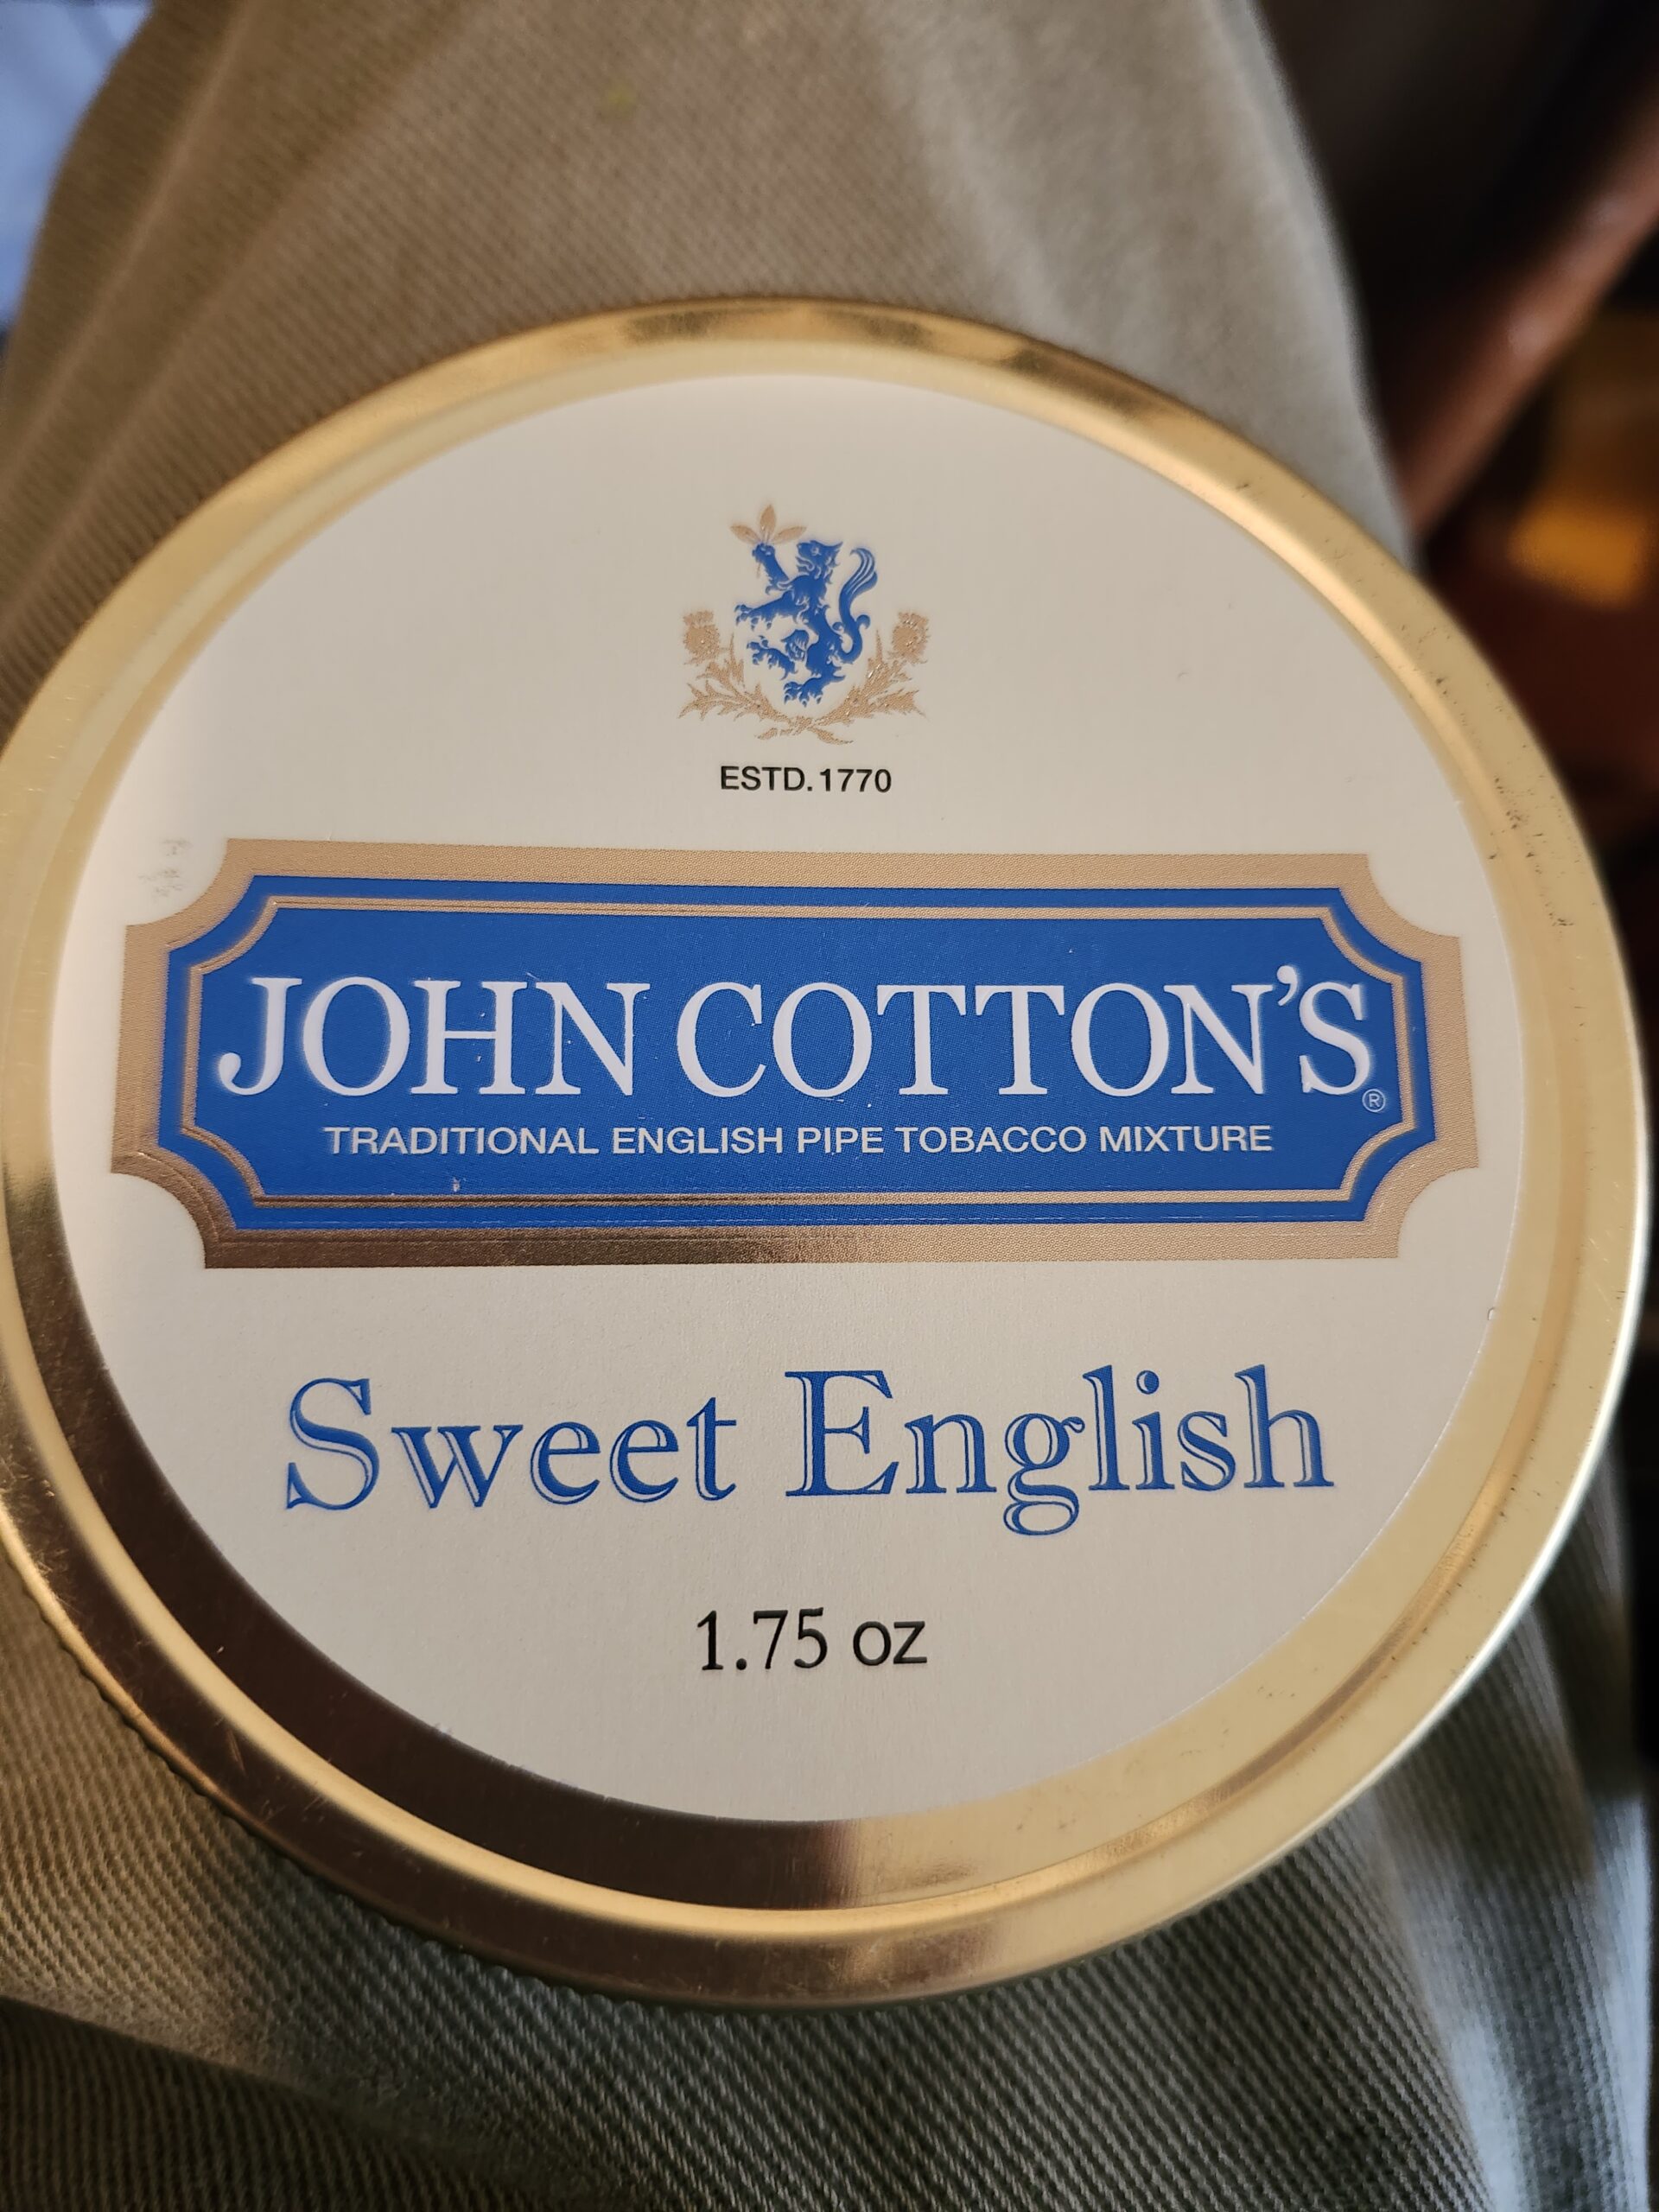 ESTD. 1770
JOHN COTTON'S®
TRADITIONAL ENGLISH PIPE TOBACCO MIXTURE
Sweet English
1.75 oz